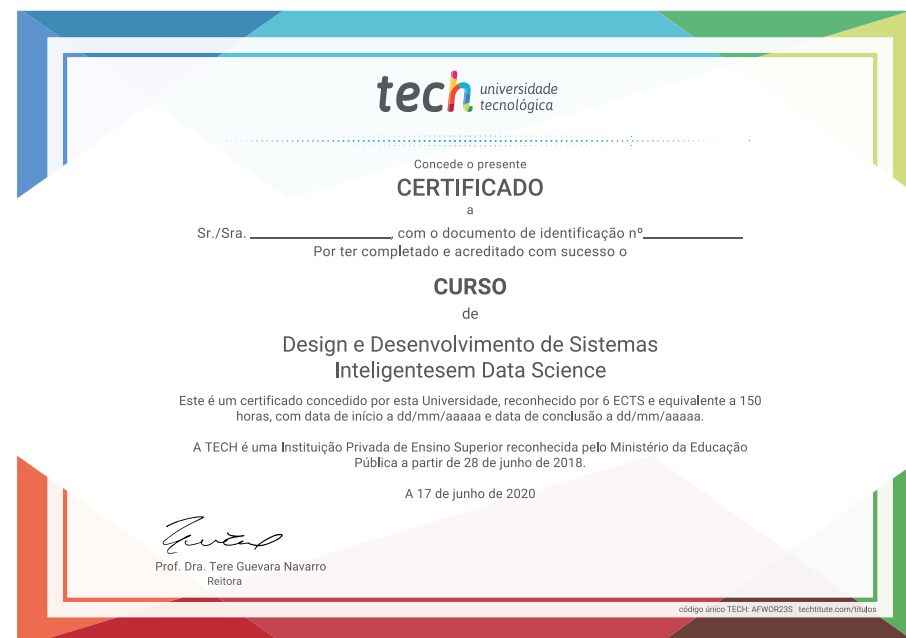 tech universidade
tecnológica
Concede o presente
CERTIFICADO
a
Sr./Sra. ____________________, com o documento de identificação nº______________
Por ter completado e acreditado com sucesso o
CURSO
de
Design e Desenvolvimento de Sistemas
Inteligentesem Data Science
Este é um certificado concedido por esta Universidade, reconhecido por 6 ECTS e equivalente a 150
horas, com data de início a dd/mm/aaaaa e data de conclusão a dd/mm/aaaaa.
A TECH é uma Instituição Privada de Ensino Superior reconhecida pelo Ministério da Educação
Pública a partir de 28 de junho de 2018.
A 17 de junho de 2020
Prof. Dra. Tere Guevara Navarro
Reitora
código único TECH: AFWOR23S techtitute.com/titulos